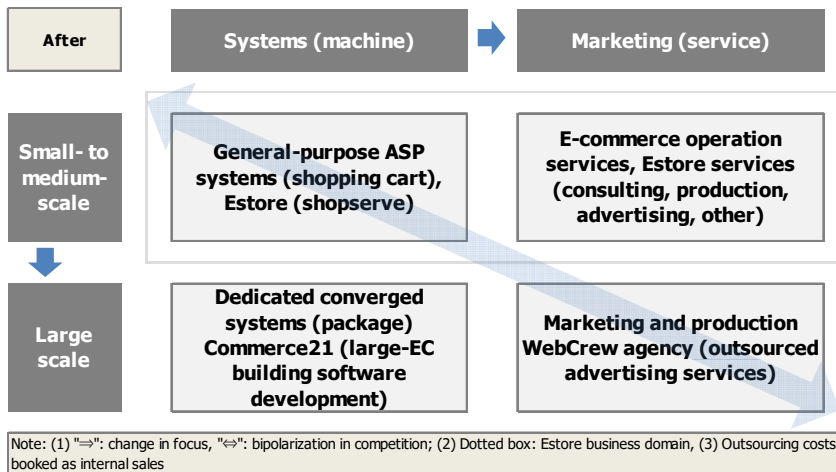 After
Systems (machine)
Marketing (service)
Small- to
medium-
scale
General-purpose ASP
systems (shopping cart),
Estore (shopserve)
E-commerce operation
services, Estore services
(consulting, production,
advertising, other)
Large
scale
Dedicated converged
systems (package)
Commerce21 (large-EC
building software
development)
Marketing and production
WebCrew agency (outsourced
advertising services)
Note: (1) "⇒": change in focus, "⇔": bipolarization in competition; (2) Dotted box: Estore business domain, (3) Outsourcing costs
booked as internal sales